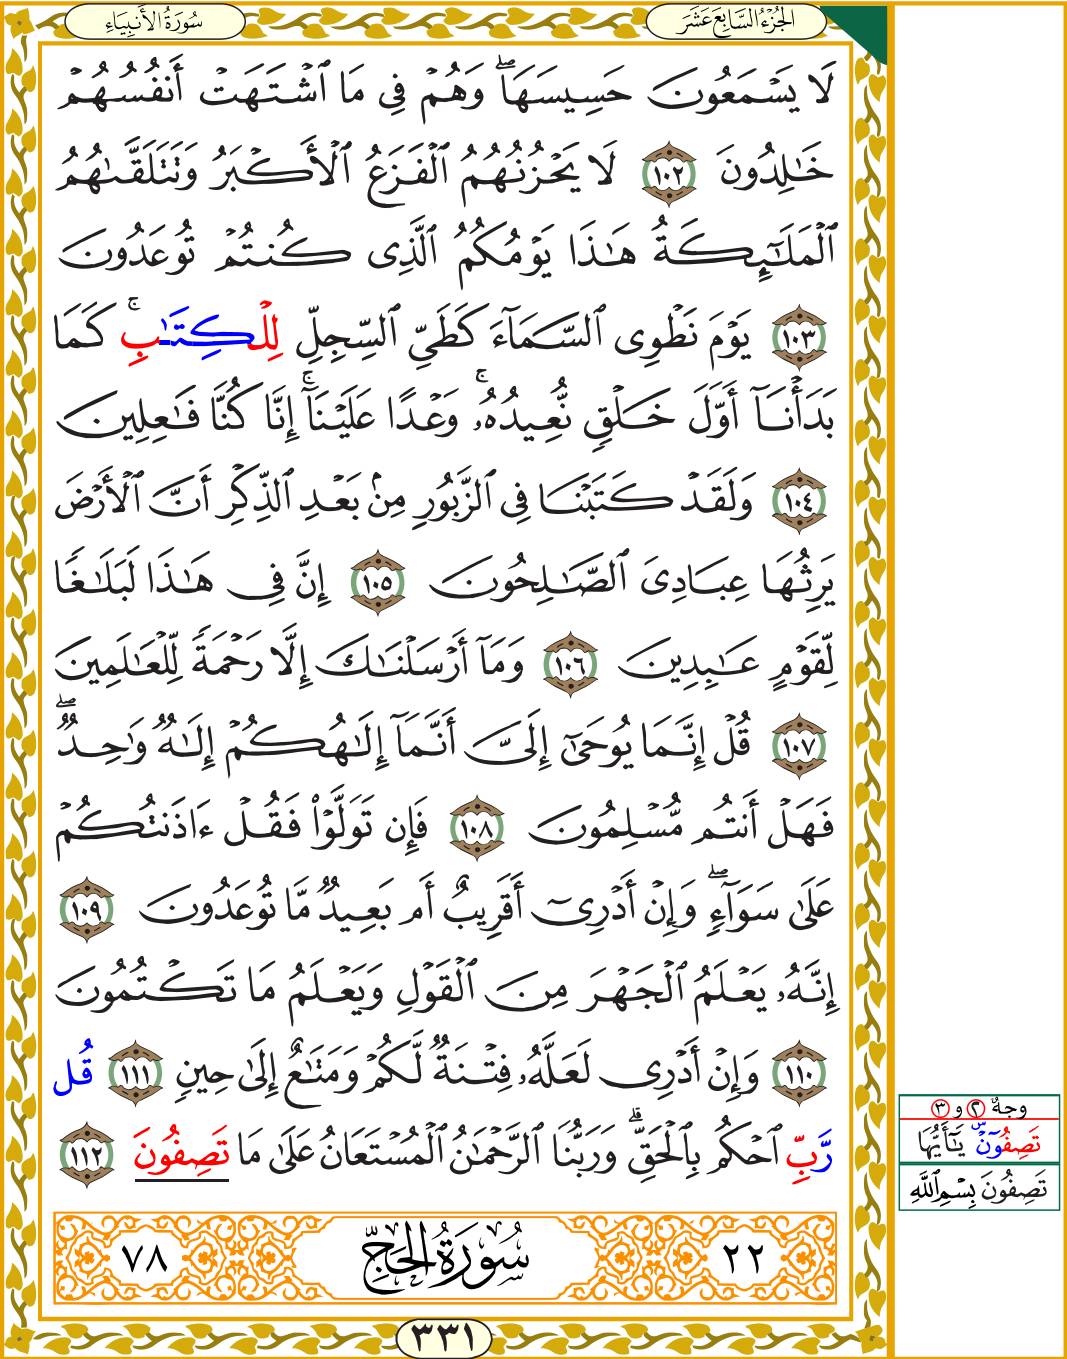 سُورَةُ الأَنبِيَاءِ
الجُزْءُ السَّابِعَ عَشَرَ
لَا يَسْمَعُونَ حَسِيسَهَاۖ وَهُمْ فِي مَا ٱشْتَهَتْ أَنفُسُهُمْ
خَٰلِدُونَ ١٠٢ لَا يَحْزُنُهُمُ ٱلْفَزَعُ ٱلْأَكْبَرُ وَتَتَلَقَّىٰهُمُ
ٱلْمَلَٰٓئِكَةُ هَٰذَا يَوْمُكُمُ ٱلَّذِي كُنتُمْ تُوعَدُونَ
١٠٣ يَوْمَ نَطْوِي ٱلسَّمَآءَ كَطَيِّ ٱلسِّجِلِّ لِلْكِتَٰبِۚ كَمَا
بَدَأْنَآ أَوَّلَ خَلْقٍ نُّعِيدُهُۥۚ وَعْدًا عَلَيْنَآۚ إِنَّا كُنَّا فَٰعِلِينَ
١٠٤ وَلَقَدْ كَتَبْنَا فِي ٱلزَّبُورِ مِنۢ بَعْدِ ٱلذِّكْرِ أَنَّ ٱلْأَرْضَ
يَرِثُهَا عِبَادِيَ ٱلصَّٰلِحُونَ ١٠٥ إِنَّ فِي هَٰذَا لَبَلَٰغًا
لِّقَوْمٍ عَٰبِدِينَ ١٠٦ وَمَآ أَرْسَلْنَٰكَ إِلَّا رَحْمَةً لِّلْعَٰلَمِينَ
١٠٧ قُلْ إِنَّمَا يُوحَىٰٓ إِلَيَّ أَنَّمَآ إِلَٰهُكُمْ إِلَٰهٌ وَٰحِدٌۖ
فَهَلْ أَنتُم مُّسْلِمُونَ ١٠٨ فَإِن تَوَلَّوْا۟ فَقُلْ ءَاذَنتُكُمْ
عَلَىٰ سَوَآءٍۖ وَإِنْ أَدْرِيٓ أَقَرِيبٌ أَم بَعِيدٌ مَّا تُوعَدُونَ ١٠٩
إِنَّهُۥ يَعْلَمُ ٱلْجَهْرَ مِنَ ٱلْقَوْلِ وَيَعْلَمُ مَا تَكْتُمُونَ
١١٠ وَإِنْ أَدْرِي لَعَلَّهُۥ فِتْنَةٌ لَّكُمْ وَمَتَٰعٌ إِلَىٰ حِينٍ ١١١ قُل
رَّبِّ ٱحْكُم بِٱلْحَقِّۗ وَرَبُّنَا ٱلرَّحْمَٰنُ ٱلْمُسْتَعَانُ عَلَىٰ مَا تَصِفُونَ ١١٢
وجهٌ ٢ و ٣
تَصِفُونَۜ يَٰٓأَيُّهَا
تَصِفُونَ بِسْمِ ٱللَّهِ
٢٢ سُورَةُ الحَجِّ ٧٨
٣٣١